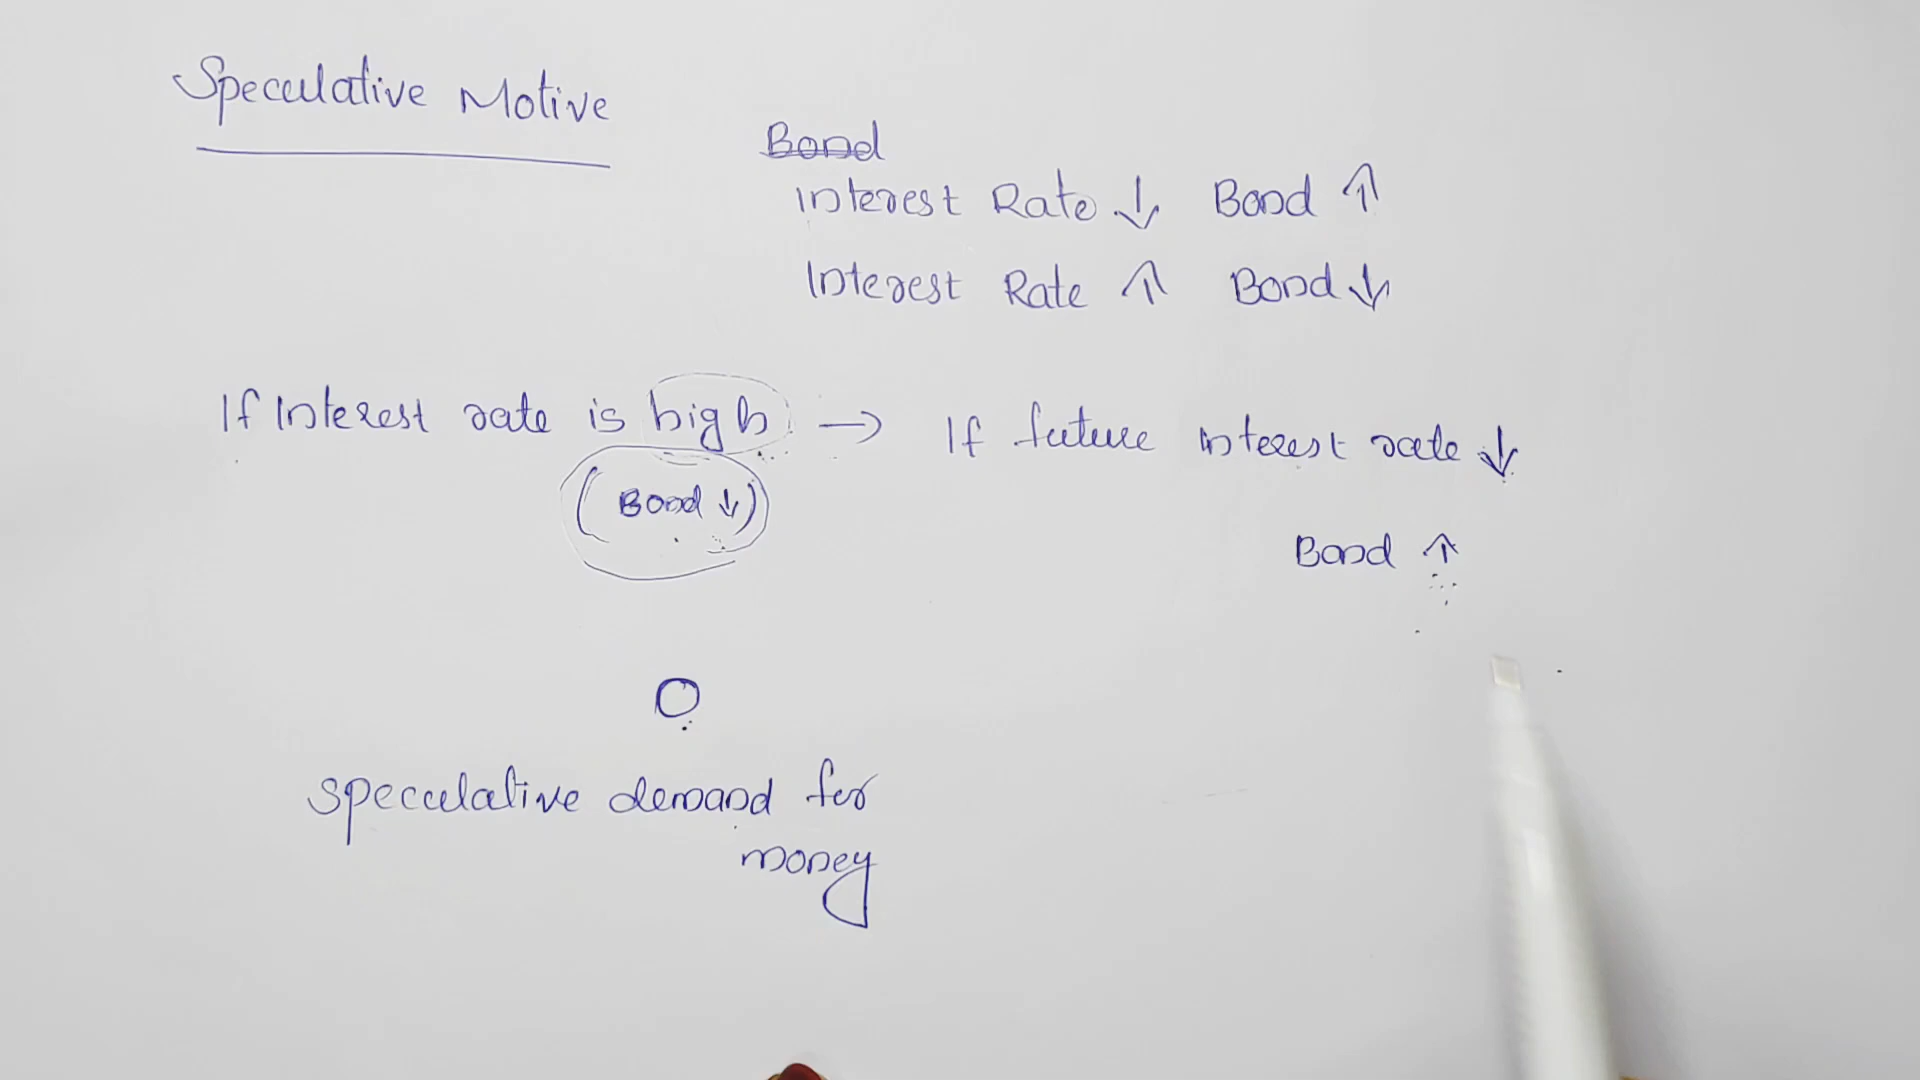 Speculative Motive
Bond
Interest Rate ↓ Bond ↑
Interest Rate ↑ Bond ↓
If Interest rate is high → If future interest rate ↓
(Bond ↓)
Bond ↑
O
speculative demand for
money